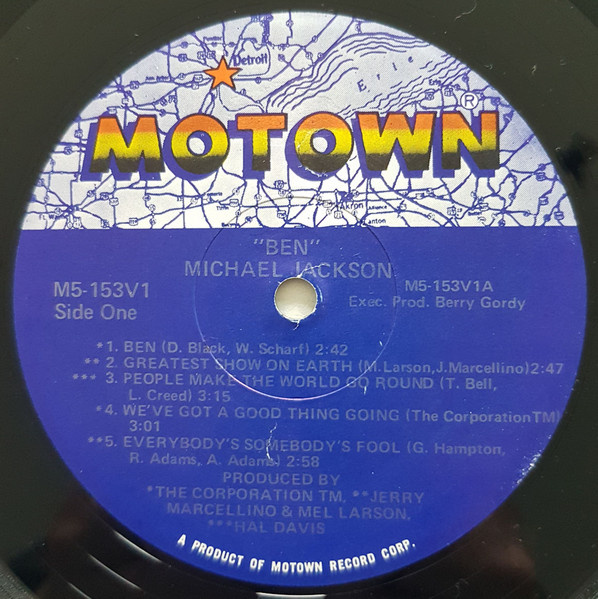 Detroit
Erie
MOTOWN®
Akron
"BEN"
MICHAEL JACKSON
M5-153V1
Side One
M5-153V1A
Exec. Prod. Berry Gordy
*1. BEN (D. Black, W. Scharf) 2:42
**2. GREATEST SHOW ON EARTH (M. Larson, J. Marcellino) 2:47
***3. PEOPLE MAKE THE WORLD GO ROUND (T. Bell,
L. Creed) 3:15
*4. WE'VE GOT A GOOD THING GOING (The Corporation TM)
3:01
**5. EVERYBODY'S SOMEBODY'S FOOL (G. Hampton,
R. Adams, A. Adams) 2:58
PRODUCED BY
*THE CORPORATION TM, **JERRY
MARCELLINO & MEL LARSON,
***HAL DAVIS
A PRODUCT OF MOTOWN RECORD CORP.